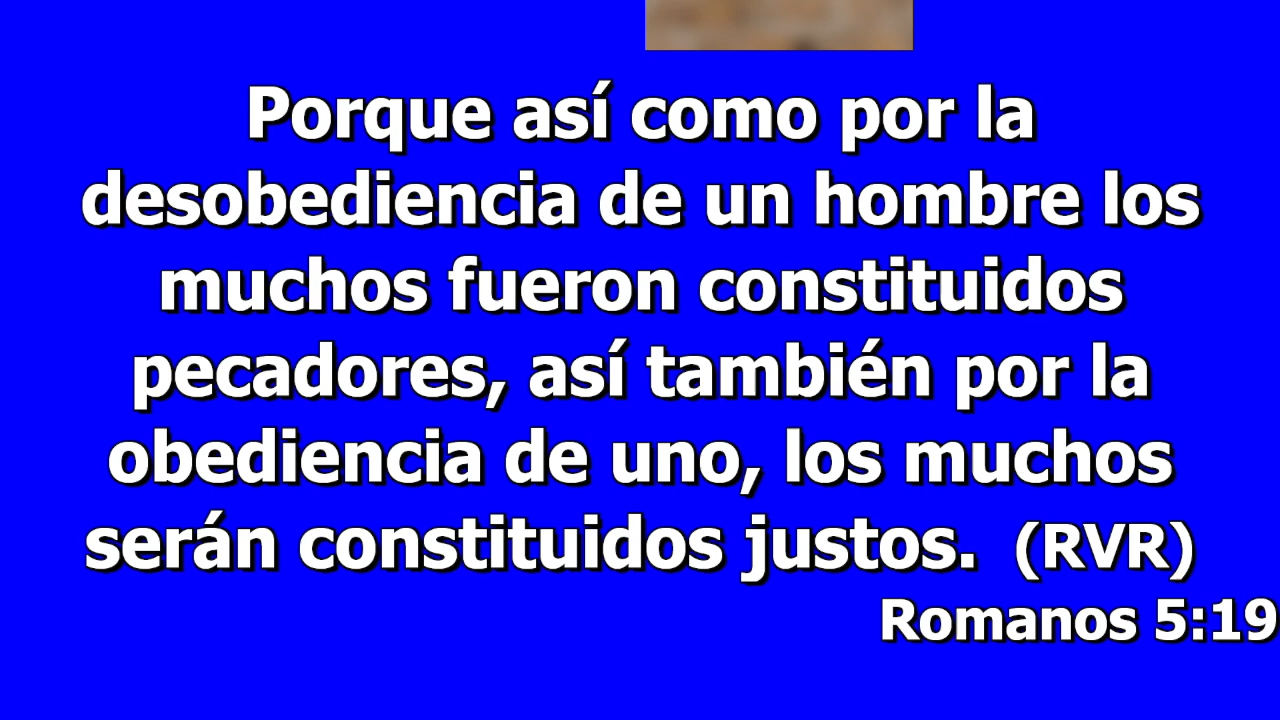 Porque así como por la
desobediencia de un hombre los
muchos fueron constituidos
pecadores, así también por la
obediencia de uno, los muchos
serán constituidos justos. (RVR)
Romanos 5:19